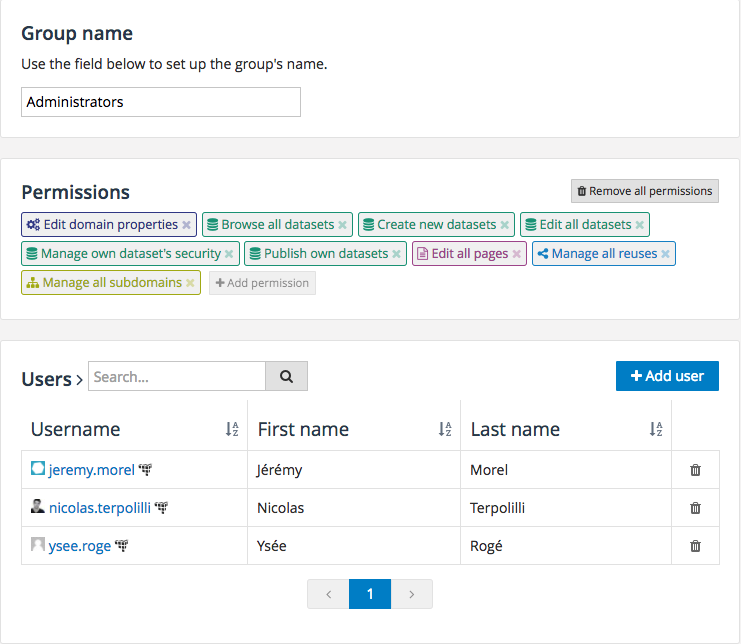 Group name
Use the field below to set up the group's name.
Administrators
Permissions
Remove all permissions
Edit domain properties Browse all datasets Create new datasets Edit all datasets
Manage own dataset's security Publish own datasets Edit all pages Manage all reuses
Manage all subdomains Add permission
Users Search... Add user
Username First name Last name
jeremy.morel Jérémy Morel
nicolas.terpolilli Nicolas Terpolilli
ysee.roge Ysée Rogé
1